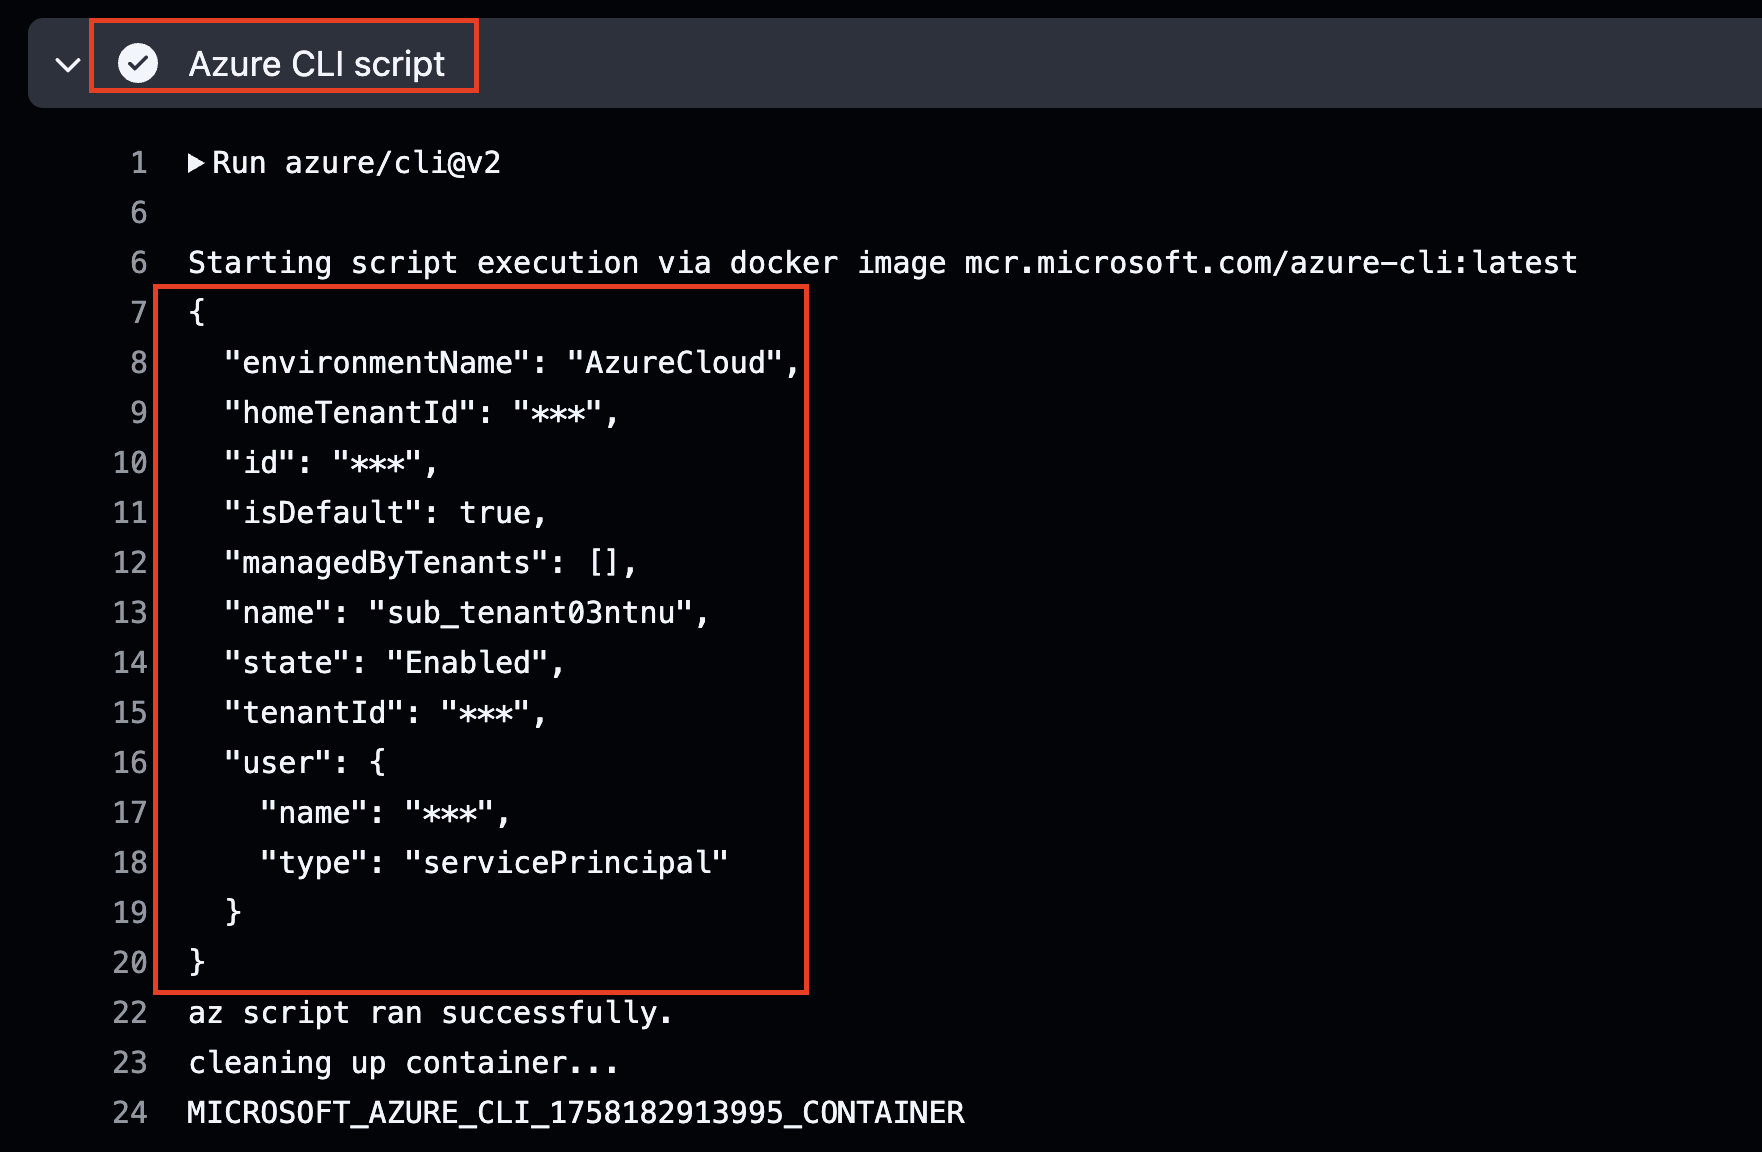 Azure CLI script
1 Run azure/cli@v2
6
6 Starting script execution via docker image mcr.microsoft.com/azure-cli:latest
7 {
8 "environmentName": "AzureCloud",
9 "homeTenantId": "***",
10 "id": "***",
11 "isDefault": true,
12 "managedByTenants": [],
13 "name": "sub_tenant03ntnu",
14 "state": "Enabled",
15 "tenantId": "***",
16 "user": {
17 "name": "***",
18 "type": "servicePrincipal"
19 }
20 }
22 az script ran successfully.
23 cleaning up container...
24 MICROSOFT_AZURE_CLI_1758182913995_CONTAINER